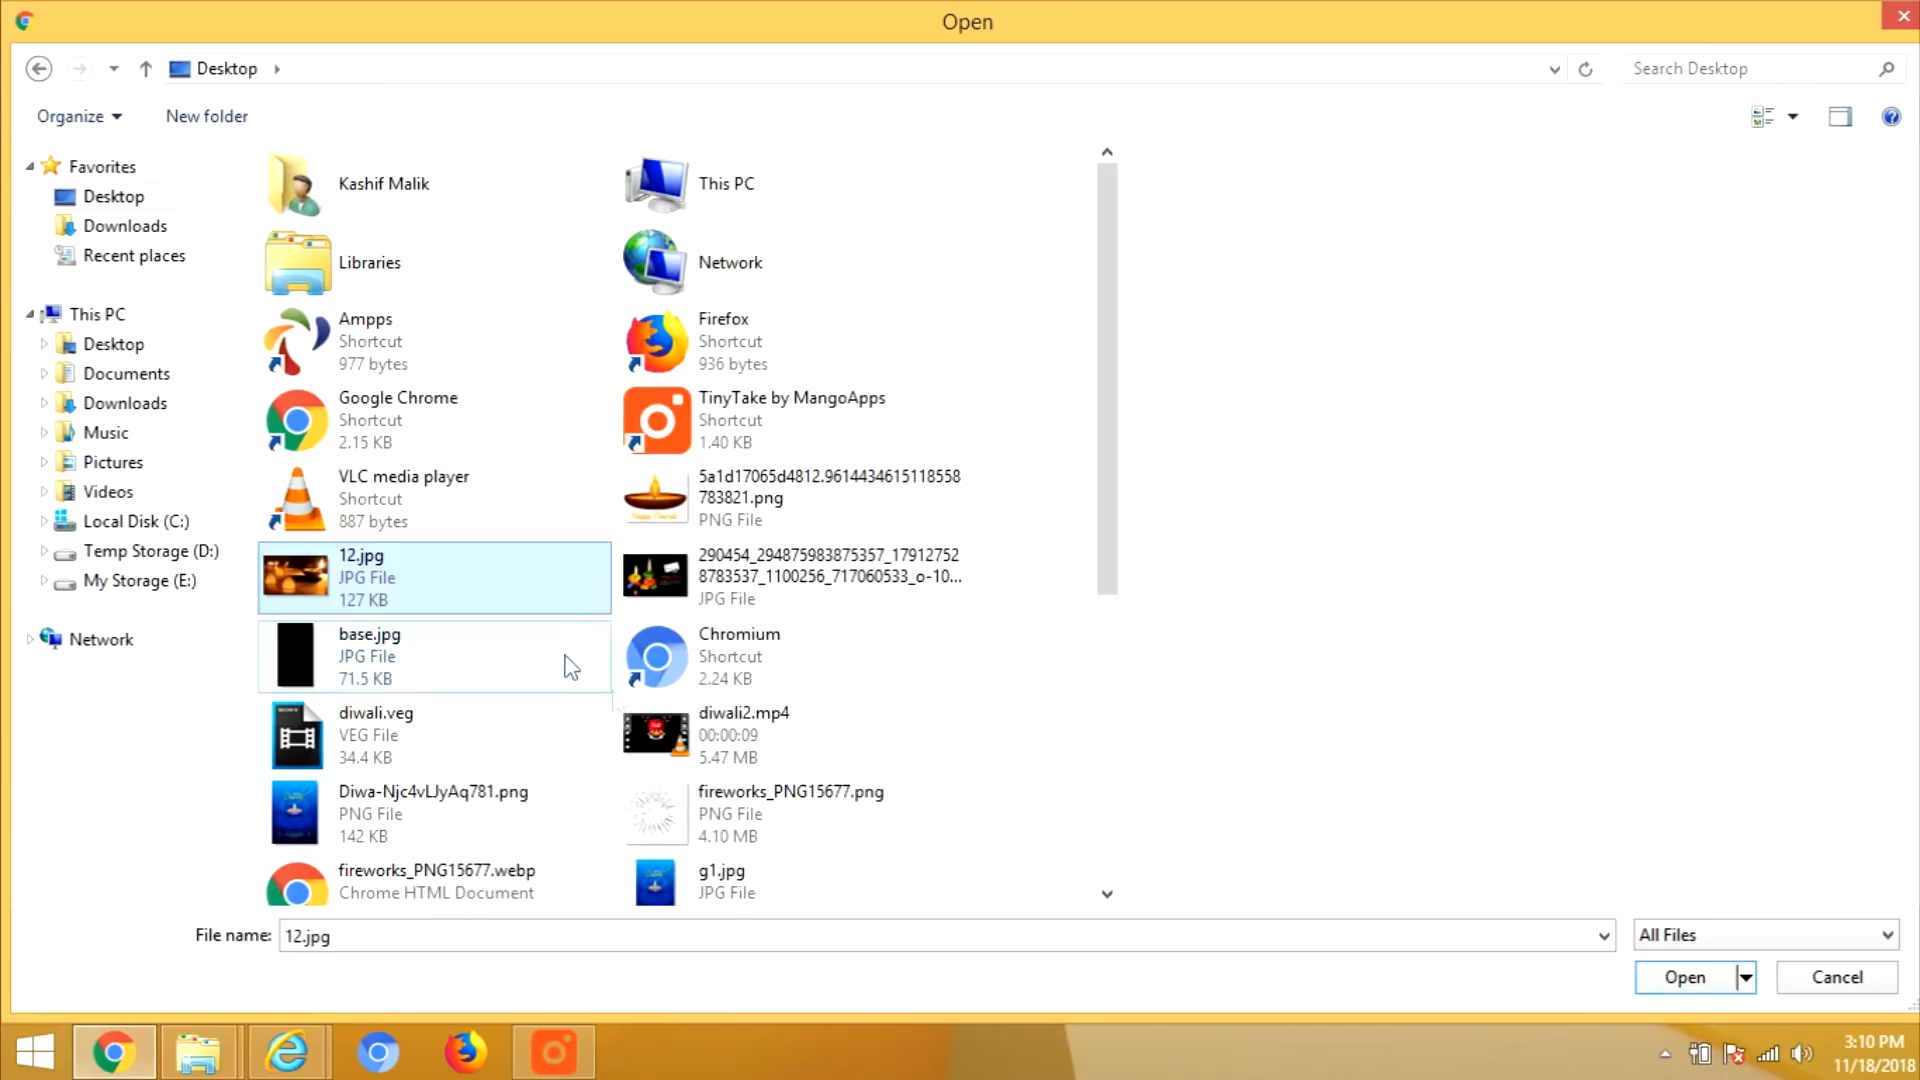 Open
Desktop
Search Desktop
Organize
New folder
Favorites
Desktop
Downloads
Recent places
This PC
Desktop
Documents
Downloads
Music
Pictures
Videos
Local Disk (C:)
Temp Storage (D:)
My Storage (E:)
Network
Kashif Malik
This PC
Libraries
Network
Ampps
Shortcut
977 bytes
Firefox
Shortcut
936 bytes
Google Chrome
Shortcut
2.15 KB
TinyTake by MangoApps
Shortcut
1.40 KB
VLC media player
Shortcut
887 bytes
5a1d17065d4812.9614434615118558
783821.png
PNG File
12.jpg
JPG File
127 KB
290454_294875983875357_17912752
8783537_1100256_717060533_o-10...
JPG File
base.jpg
JPG File
71.5 KB
Chromium
Shortcut
2.24 KB
diwali.veg
VEG File
34.4 KB
diwali2.mp4
00:00:09
5.47 MB
Diwa-Njc4vLJyAq781.png
PNG File
142 KB
fireworks_PNG15677.png
PNG File
4.10 MB
fireworks_PNG15677.webp
Chrome HTML Document
g1.jpg
JPG File
File name:
12.jpg
All Files
Open
Cancel
3:10 PM
11/18/2018